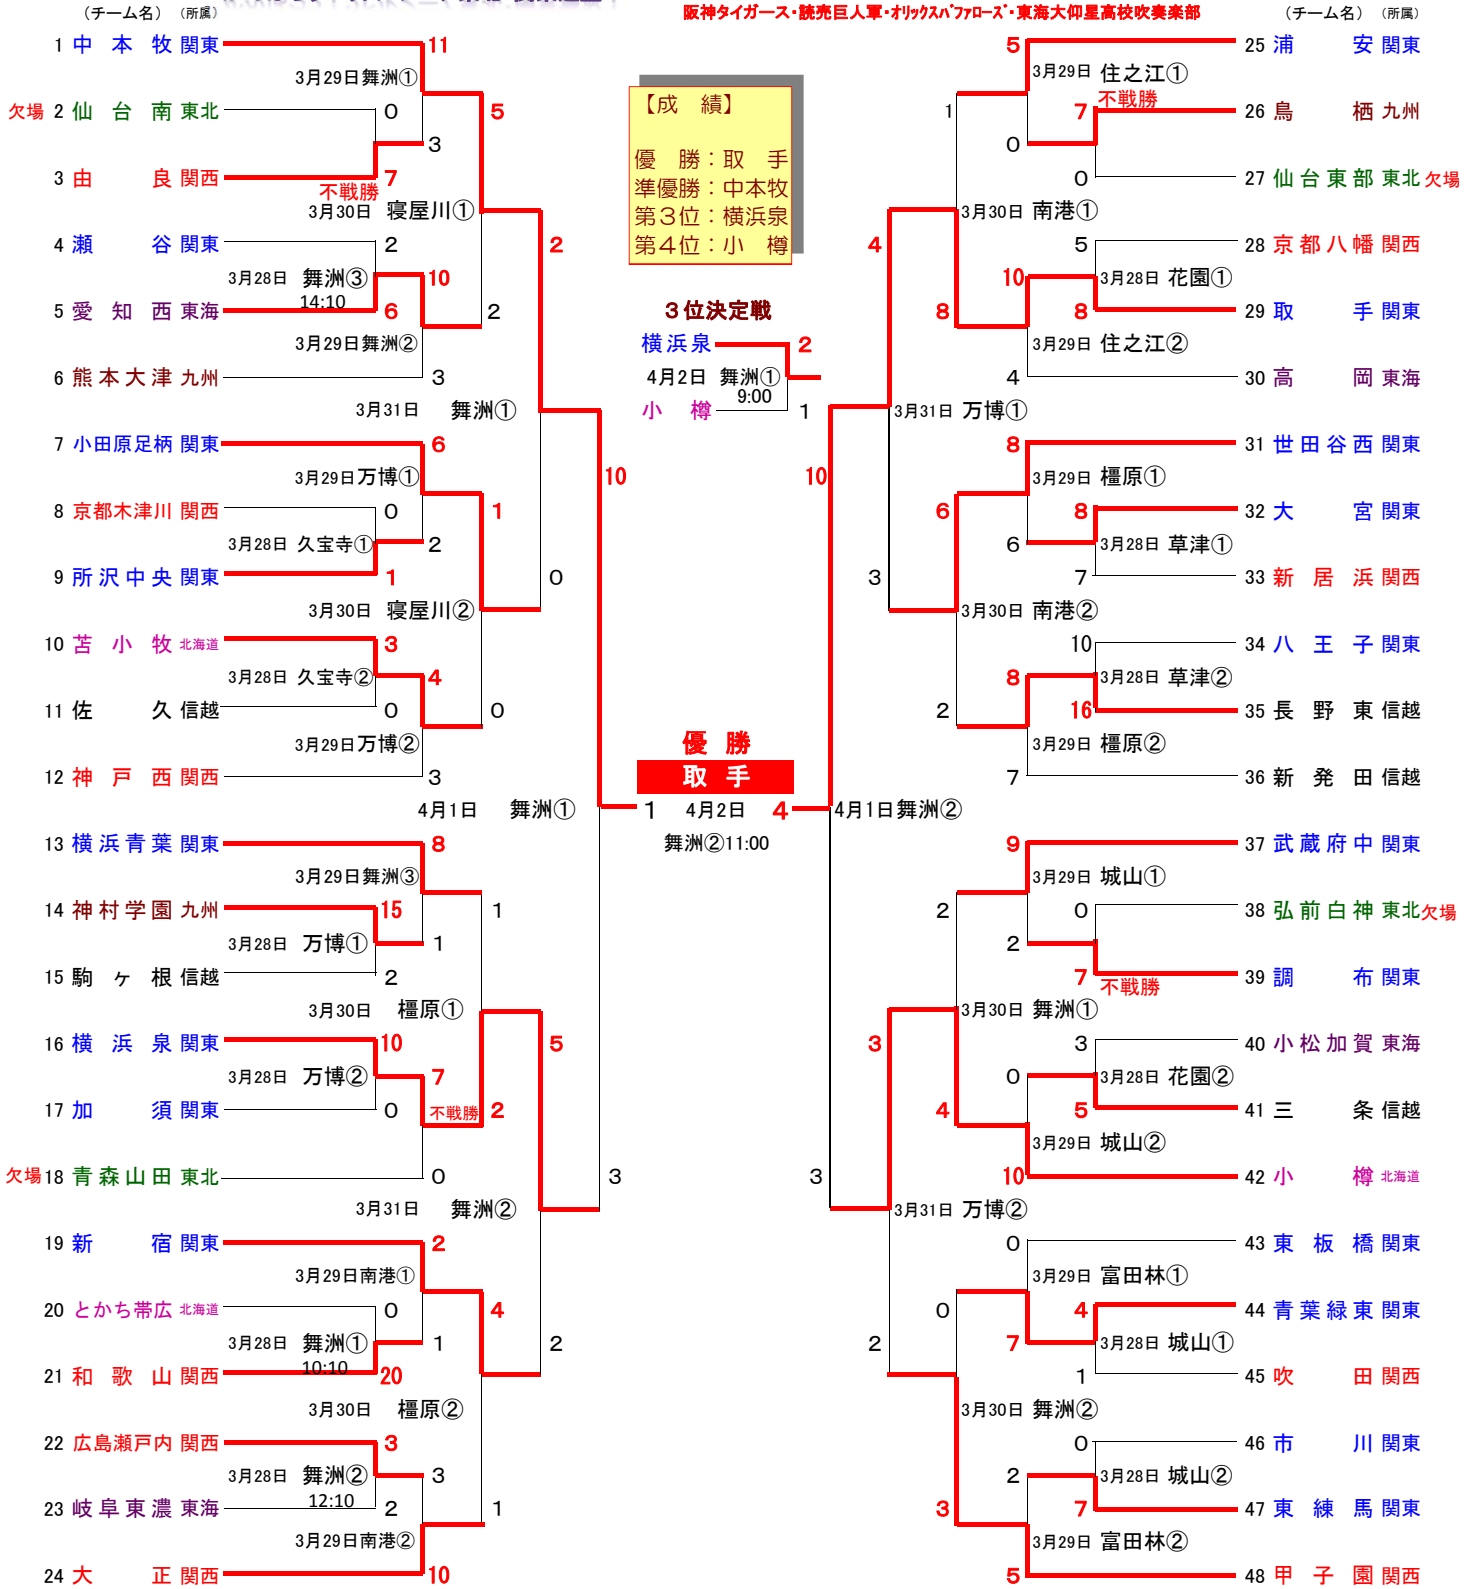 阪神タイガース・読売巨人軍・オリックスバファローズ・東海大仰星高校吹奏楽部
（チーム名）（所属）
（チーム名）（所属）
【成　績】
優　勝：取　手
準優勝：中本牧
第３位：横浜泉
第４位：小　樽
３位決定戦
横浜泉 2
4月2日 舞洲①
9:00
小　樽 1
優 勝
取 手
1 4月2日 4
舞洲②11:00
1 中本牧 関東 11
3月29日舞洲① 5
欠場 2 仙台南 東北 0
3
3 由良 関西 7
不戦勝
3月30日 寝屋川① 2
4 瀬谷 関東 2
3月28日 舞洲③ 10
14:10
5 愛知西 東海 6
2
3月29日舞洲②
6 熊本大津 九州 3
3月31日 舞洲①
7 小田原足柄 関東 6
3月29日万博① 10
8 京都木津川 関西 0 1
3月28日 久宝寺① 2
9 所沢中央 関東 1 0
3月30日 寝屋川②
10 苫小牧 北海道 3
3月28日 久宝寺② 4
11 佐久 信越 0 0
3月29日万博②
12 神戸西 関西 3
4月1日 舞洲①
13 横浜青葉 関東 8
3月29日舞洲③
14 神村学園 九州 15 1
3月28日 万博① 1
15 駒ヶ根 信越 2
3月30日 橿原①
16 横浜泉 関東 10 5
3月28日 万博② 7
17 加須 関東 0 不戦勝 2
欠場 18 青森山田 東北 0 3
3月31日 舞洲②
19 新宿 関東 2
3月29日南港①
20 とかち帯広 北海道 0 4
3月28日 舞洲① 1 2
10:10
21 和歌山 関西 20
3月30日 橿原②
22 広島瀬戸内 関西 3
3月28日 舞洲② 3
12:10
23 岐阜東濃 東海 2 1
3月29日南港②
24 大正 関西 10
5 25 浦安 関東
3月29日 住之江①
不戦勝
1 7 26 鳥栖 九州
0
0 27 仙台東部 東北 欠場
3月30日 南港①
4 5 28 京都八幡 関西
10 3月28日 花園①
8 8 29 取手 関東
3月29日 住之江②
4 30 高岡 東海
3月31日 万博①
8 31 世田谷西 関東
10 3月29日 橿原①
6 8 32 大宮 関東
6 3月28日 草津①
3 7 33 新居浜 関西
3月30日 南港②
10 34 八王子 関東
8 3月28日 草津②
2 16 35 長野東 信越
3月29日 橿原②
7 36 新発田 信越
4月1日舞洲②
9 37 武蔵府中 関東
3月29日 城山①
2 0 38 弘前白神 東北 欠場
2
7 39 調布 関東
不戦勝
3月30日 舞洲①
3 3 40 小松加賀 東海
0 3月28日 花園②
4 5 41 三条 信越
3月29日 城山②
3 10 42 小樽 北海道
3月31日 万博②
0 43 東板橋 関東
3月29日 富田林①
0 4 44 青葉緑東 関東
2 7 3月28日 城山①
1 45 吹田 関西
3月30日 舞洲②
0 46 市川 関東
2 3月28日 城山②
3 7 47 東練馬 関東
3月29日 富田林②
5 48 甲子園 関西